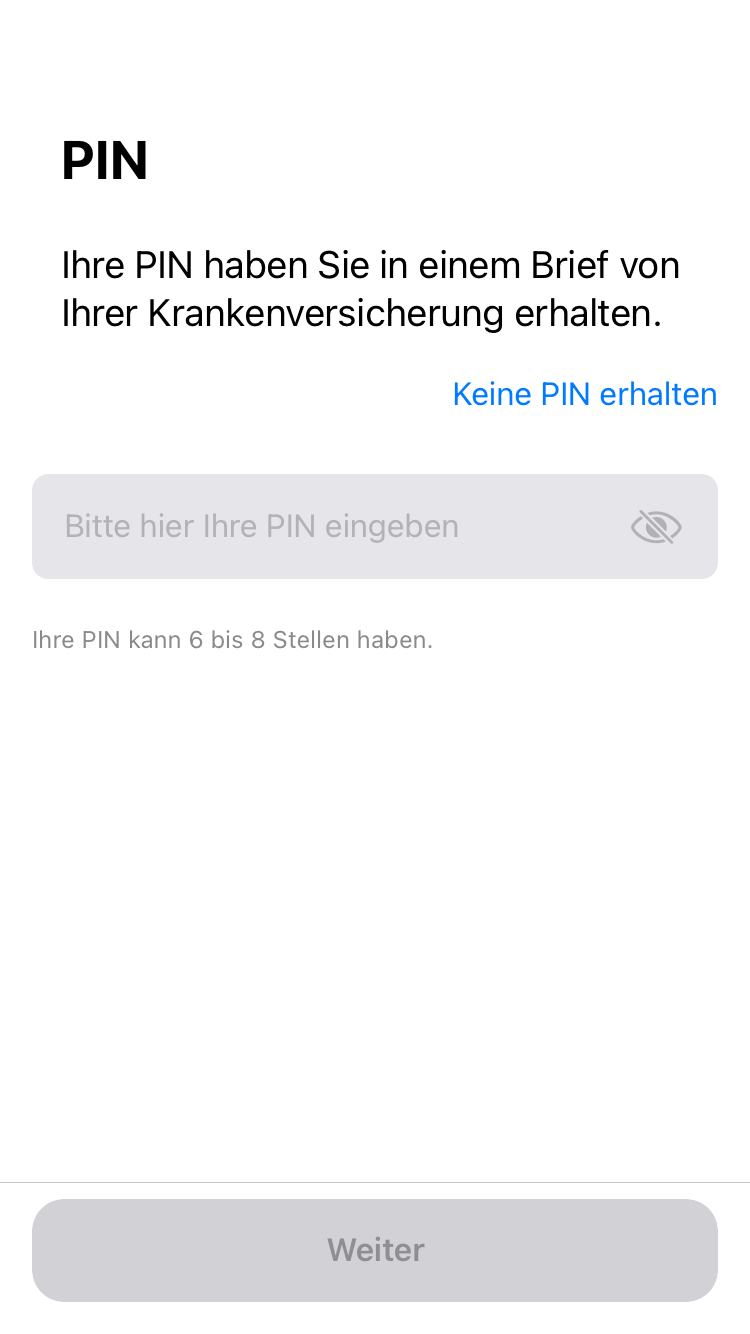 PIN
Ihre PIN haben Sie in einem Brief von
Ihrer Krankenversicherung erhalten.
Keine PIN erhalten
Bitte hier Ihre PIN eingeben
Ihre PIN kann 6 bis 8 Stellen haben.
Weiter